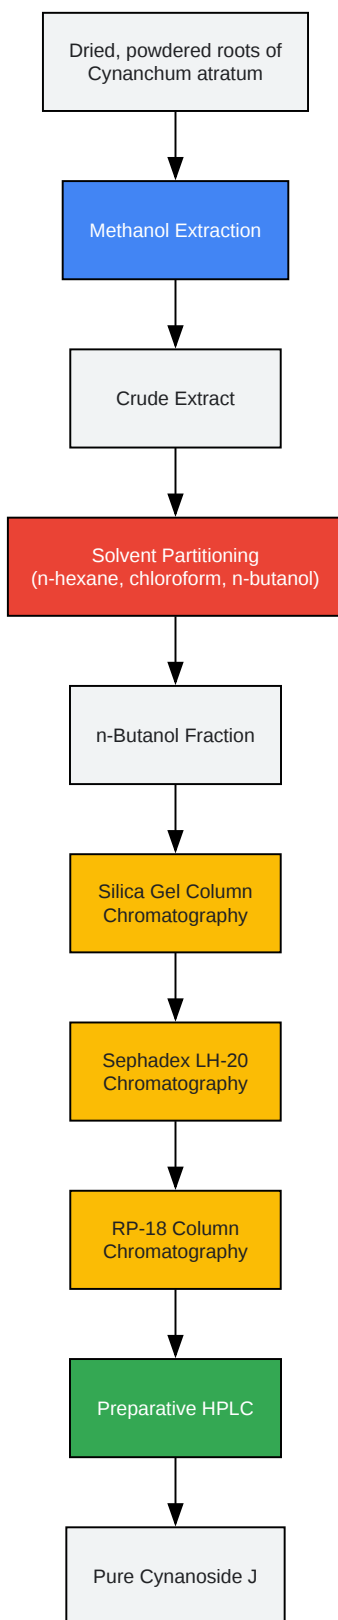 Dried, powdered roots of
Cynanchum atratum
Methanol Extraction
Crude Extract
Solvent Partitioning
(n-hexane, chloroform, n-butanol)
n-Butanol Fraction
Silica Gel Column
Chromatography
Sephadex LH-20
Chromatography
RP-18 Column
Chromatography
Preparative HPLC
Pure Cynanoside J